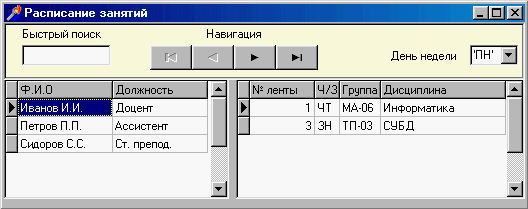 Расписание занятий
Быстрый поиск
Навигация
День недели
'ПН'
Ф.И.О Должность
Иванов И.И. Доцент
Петров П.П. Ассистент
Сидоров С.С. Ст. препод.
№ ленты Ч/З Группа Дисциплина
1 ЧТ МА-06 Информатика
3 ЗН ТП-03 СУБД